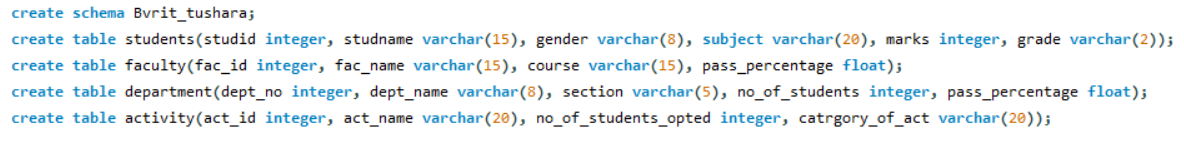 create schema Bvrit_tushara;
create table students(studid integer, studname varchar(15), gender varchar(8), subject varchar(20), marks integer, grade varchar(2));
create table faculty(fac_id integer, fac_name varchar(15), course varchar(15), pass_percentage float);
create table department(dept_no integer, dept_name varchar(8), section varchar(5), no_of_students integer, pass_percentage float);
create table activity(act_id integer, act_name varchar(20), no_of_students_opted integer, catrgory_of_act varchar(20));